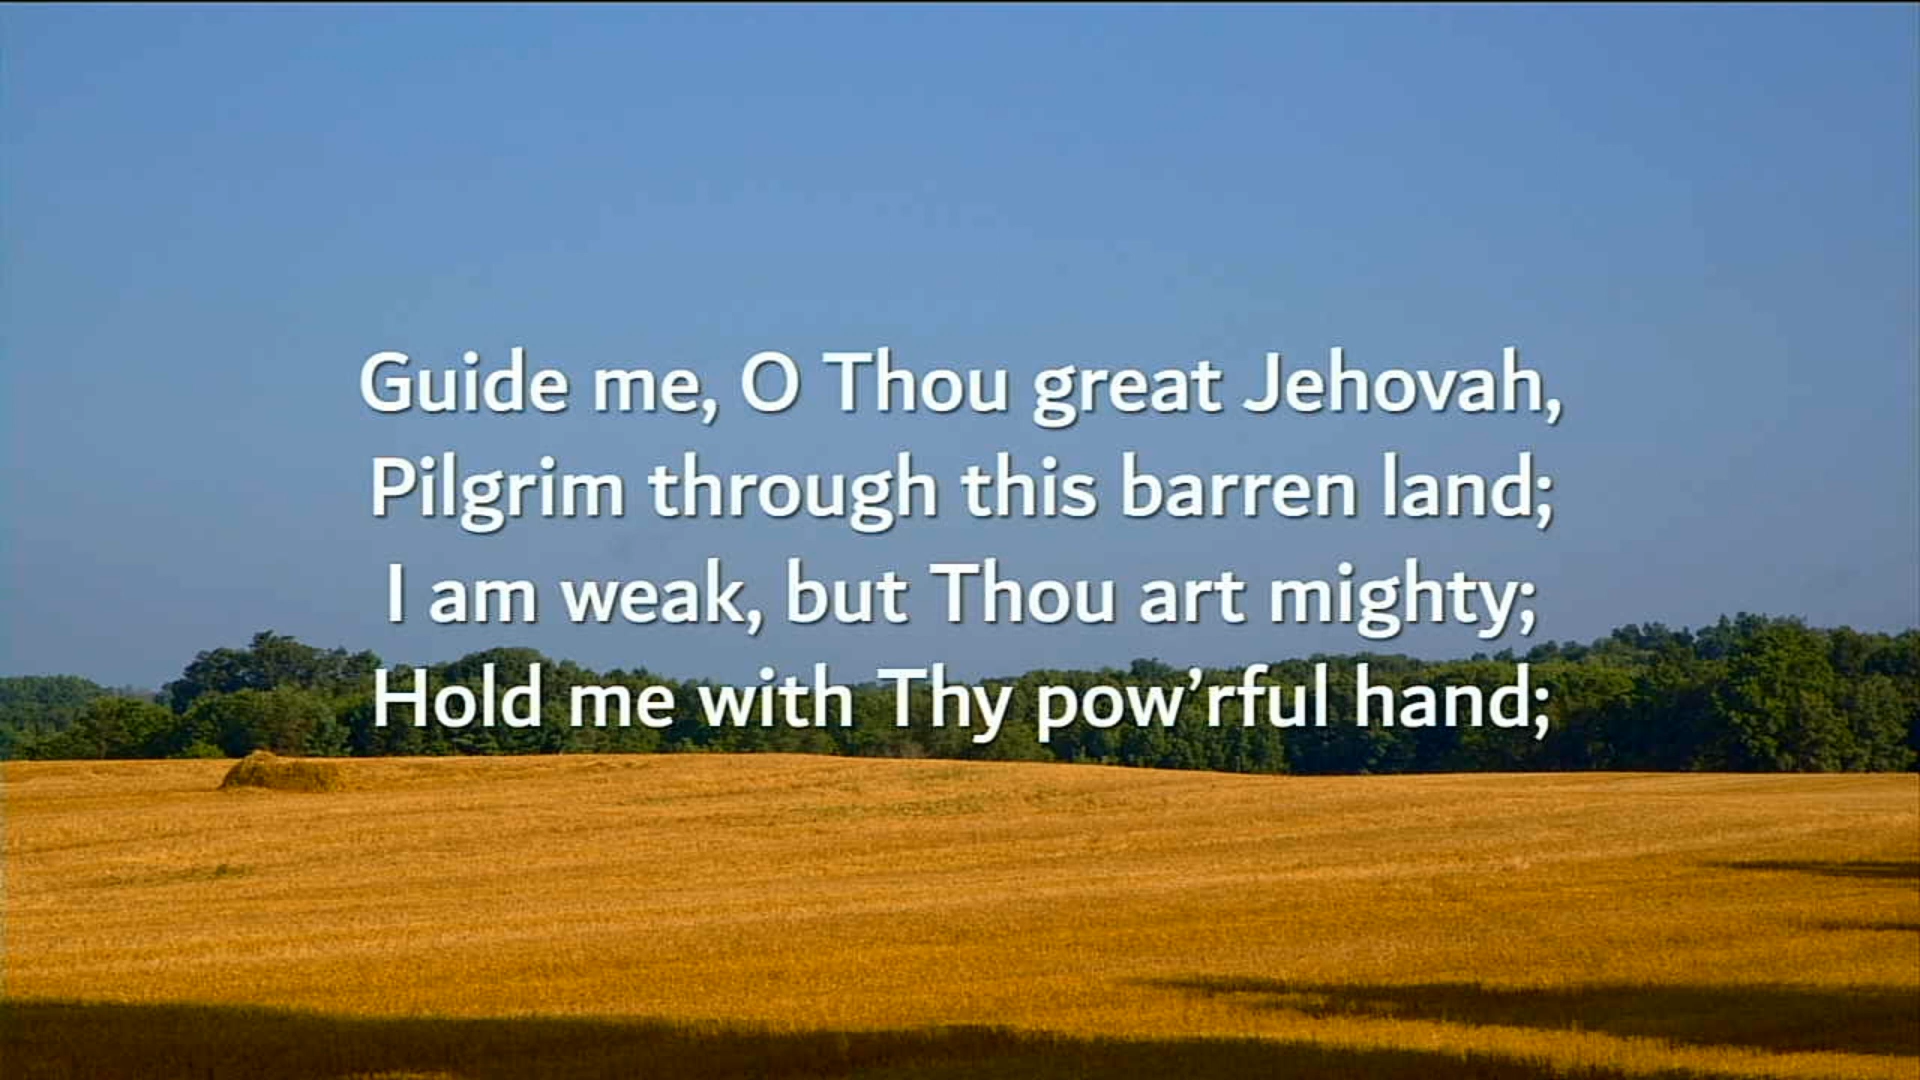 Guide me, O Thou great Jehovah,
Pilgrim through this barren land;
I am weak, but Thou art mighty;
Hold me with Thy pow’rful hand;